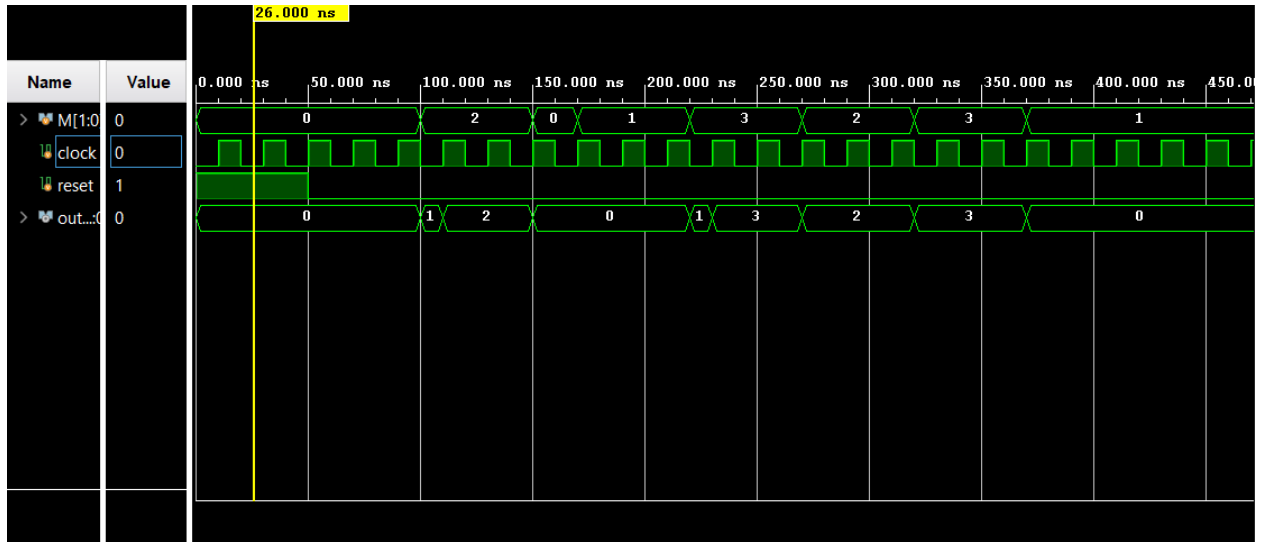 26.000 ns
Name Value 0.000 ns 50.000 ns 100.000 ns 150.000 ns 200.000 ns 250.000 ns 300.000 ns 350.000 ns 400.000 ns 450.0
> M[1:0 0 0 2 0 1 3 2 3 1
clock 0
reset 1
> out...:0 0 0 1 2 0 1 3 2 3 0